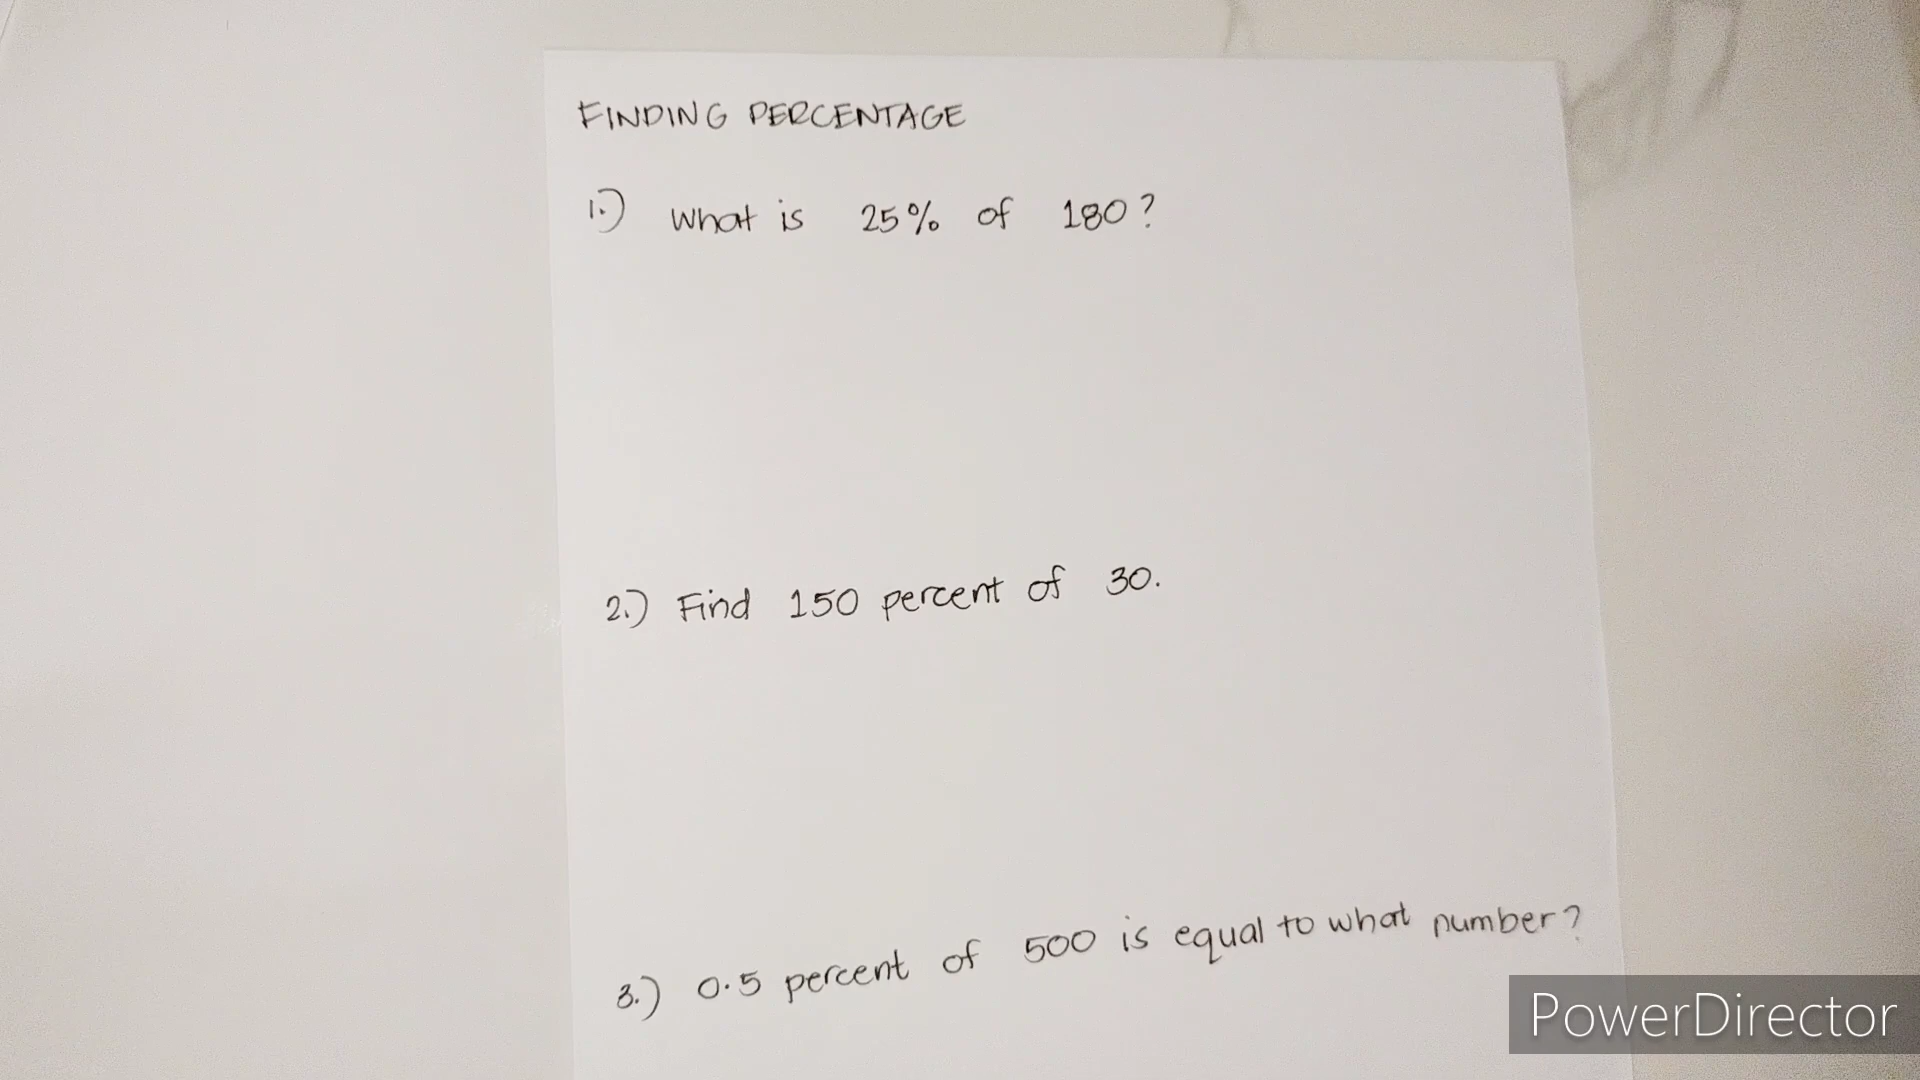 FINDING PERCENTAGE
1.) What is 25% of 180?
2.) Find 150 percent of 30.
3.) 0.5 percent of 500 is equal to what number?
PowerDirector